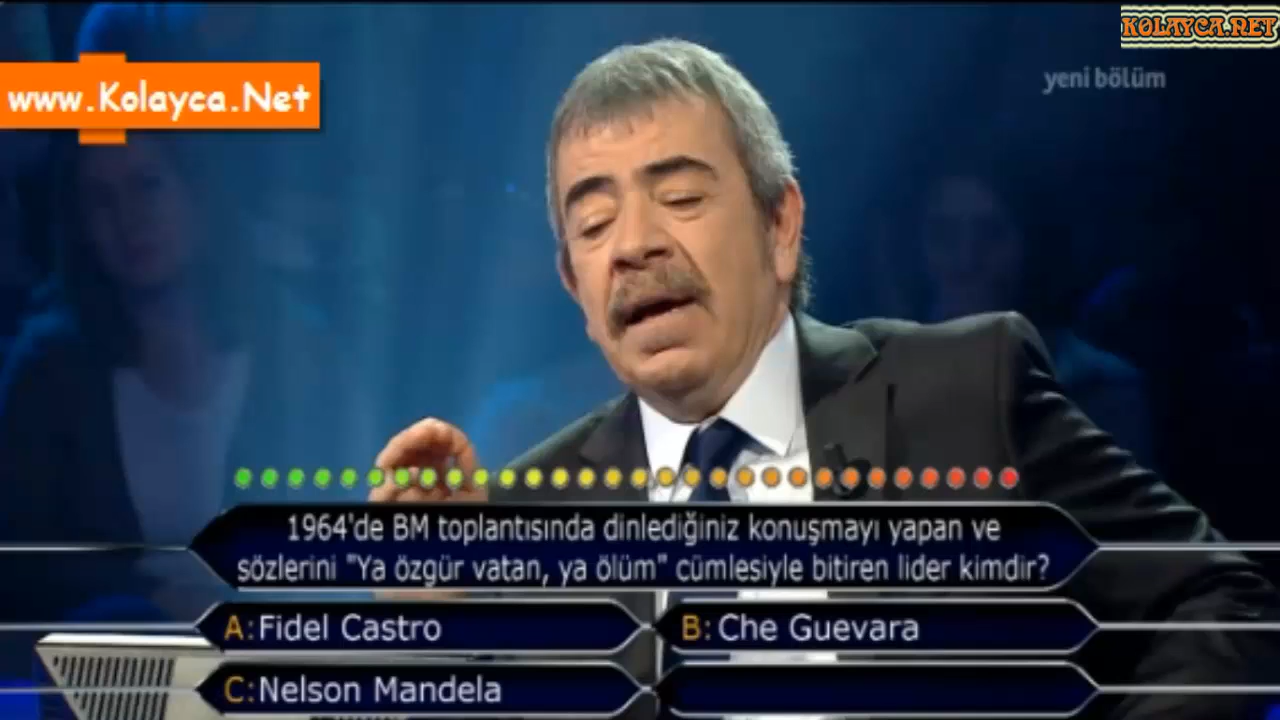 KOLAYCA.NET
www.Kolayca.Net
yeni bölüm
1964'de BM toplantısında dinlediğiniz konuşmayı yapan ve
sözlerini "Ya özgür vatan, ya ölüm" cümlesiyle bitiren lider kimdir?
A:Fidel Castro
B:Che Guevara
C:Nelson Mandela